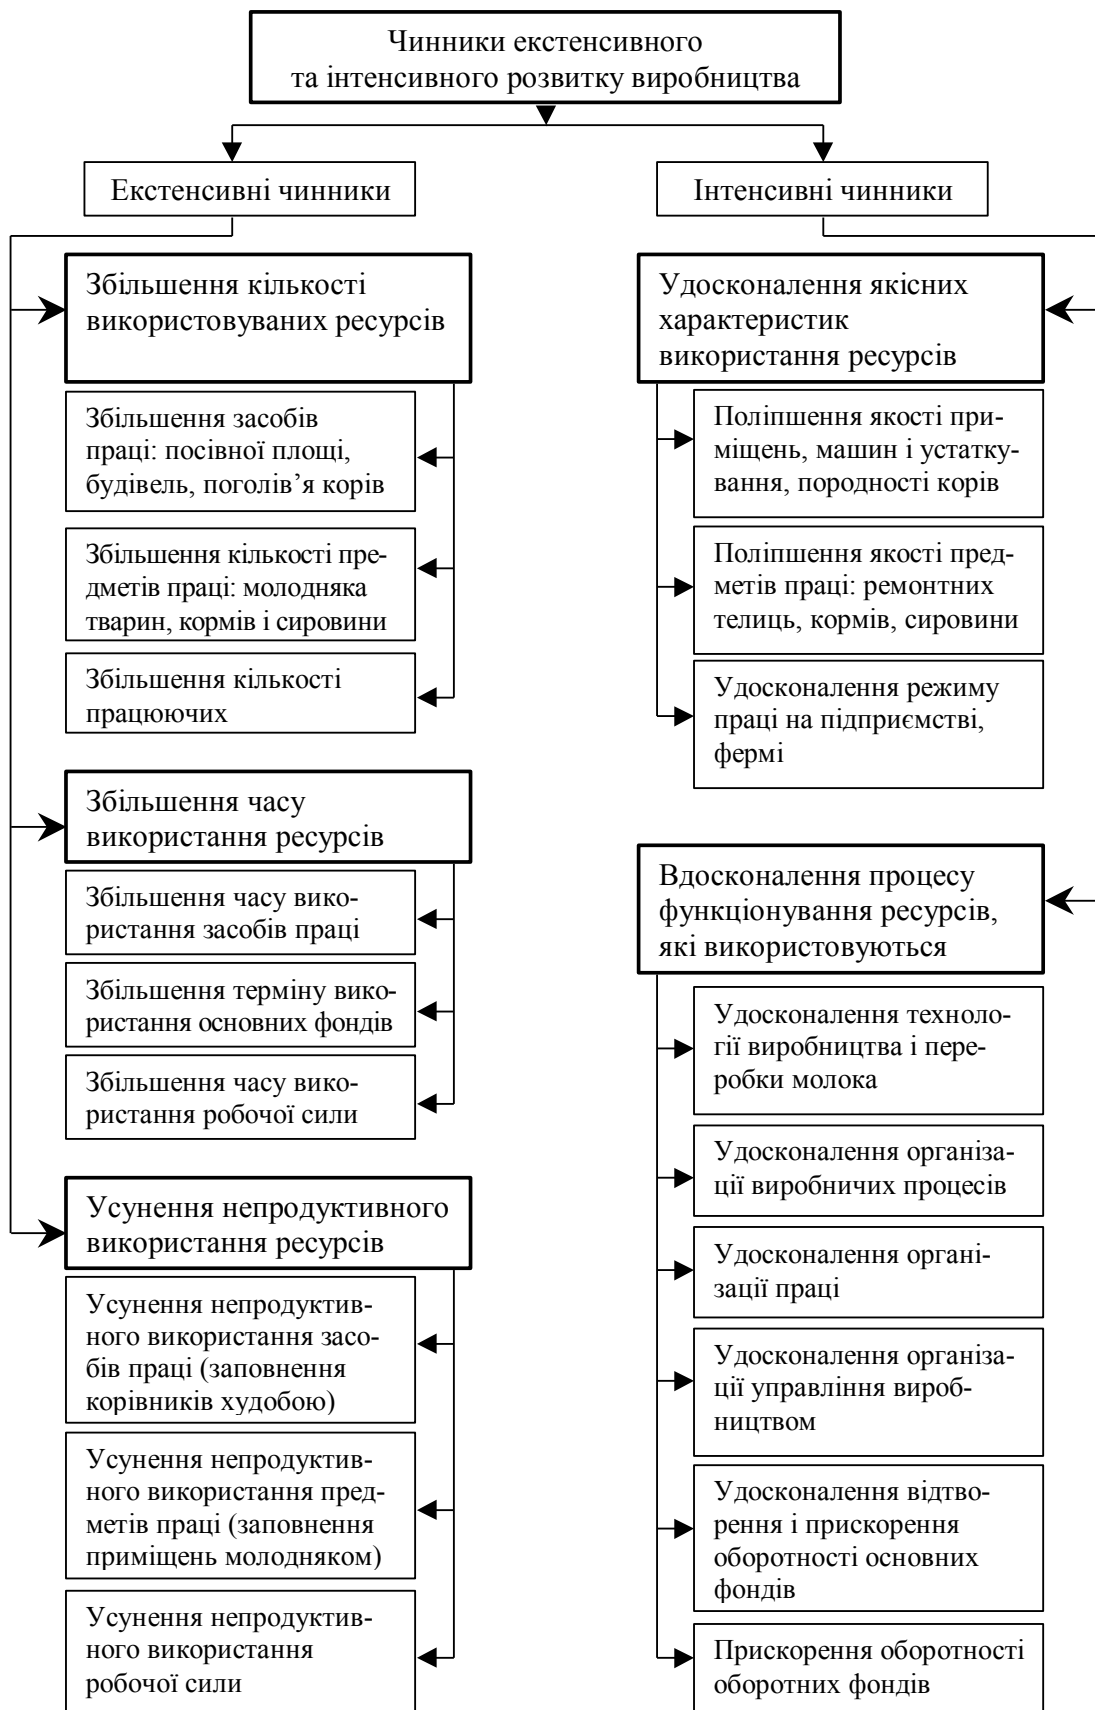 Чинники екстенсивного
та інтенсивного розвитку виробництва
Екстенсивні чинники
Інтенсивні чинники
Збільшення кількості
використовуваних ресурсів
Збільшення засобів
праці: посівної площі,
будівель, поголів’я корів
Збільшення кількості пре-
дметів праці: молодняка
тварин, кормів і сировини
Збільшення кількості
працюючих
Збільшення часу
використання ресурсів
Збільшення часу вико-
ристання засобів праці
Збільшення терміну вико-
ристання основних фондів
Збільшення часу вико-
ристання робочої сили
Усунення непродуктивного
використання ресурсів
Усунення непродуктив-
ного використання засо-
бів праці (заповнення
корівників худобою)
Усунення непродуктив-
ного використання пред-
метів праці (заповнення
приміщень молодняком)
Усунення непродуктив-
ного використання
робочої сили
Удосконалення якісних
характеристик
використання ресурсів
Поліпшення якості при-
міщень, машин і устатку-
вання, породності корів
Поліпшення якості пред-
метів праці: ремонтних
телиць, кормів, сировини
Удосконалення режиму
праці на підприємстві,
фермі
Вдосконалення процесу
функціонування ресурсів,
які використовуються
Удосконалення техноло-
гії виробництва і пере-
робки молока
Удосконалення організа-
ції виробничих процесів
Удосконалення органі-
зації праці
Удосконалення організа-
ції управління вироб-
ництвом
Удосконалення відтво-
рення і прискорення
оборотності основних
фондів
Прискорення оборотності
оборотних фондів